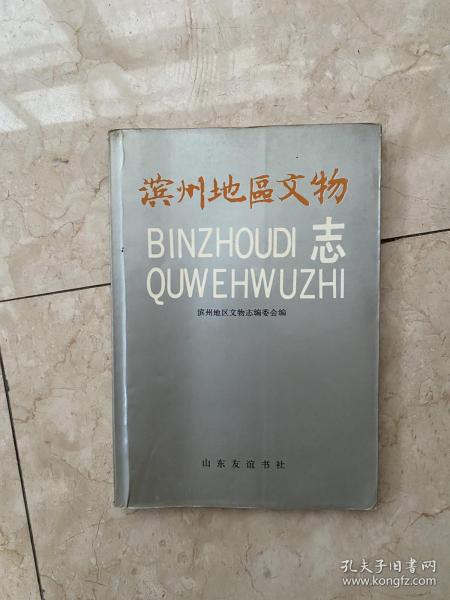 滨州地區文物
BINZHOUDI 志
QUWEHWUZHI
滨州地区文物志编委会编
山东友谊书社
孔夫子旧书网
www.kongfz.com